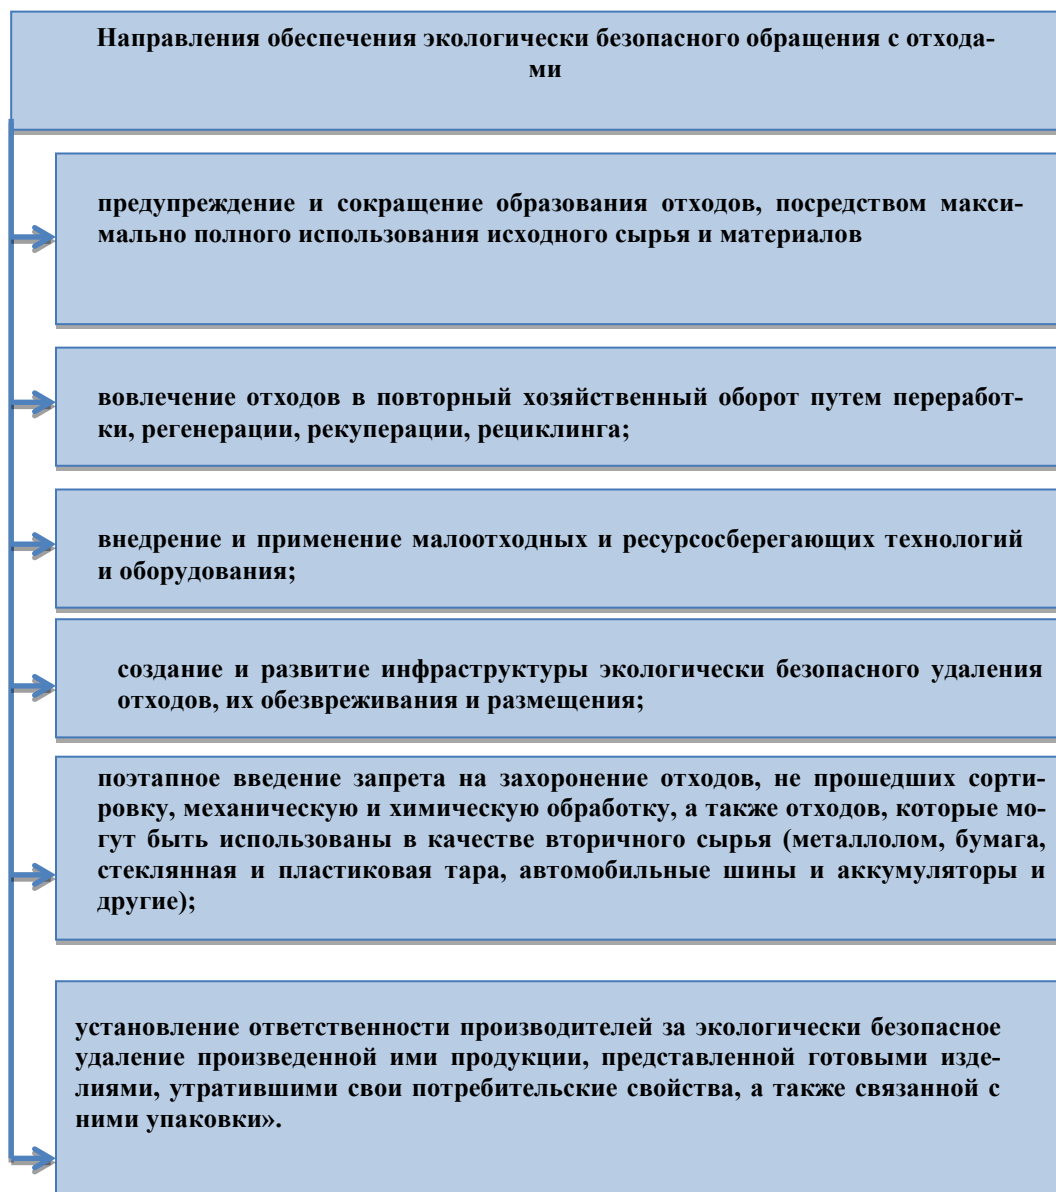 Направления обеспечения экологически безопасного обращения с отхода-
ми
предупреждение и сокращение образования отходов, посредством макси-
мально полного использования исходного сырья и материалов
вовлечение отходов в повторный хозяйственный оборот путем переработ-
ки, регенерации, рекуперации, рециклинга;
внедрение и применение малоотходных и ресурсосберегающих технологий
и оборудования;
создание и развитие инфраструктуры экологически безопасного удаления
отходов, их обезвреживания и размещения;
поэтапное введение запрета на захоронение отходов, не прошедших сорти-
ровку, механическую и химическую обработку, а также отходов, которые мо-
гут быть использованы в качестве вторичного сырья (металлолом, бумага,
стеклянная и пластиковая тара, автомобильные шины и аккумуляторы и
другие);
установление ответственности производителей за экологически безопасное
удаление произведенной ими продукции, представленной готовыми изде-
лиями, утратившими свои потребительские свойства, а также связанной с
ними упаковки».